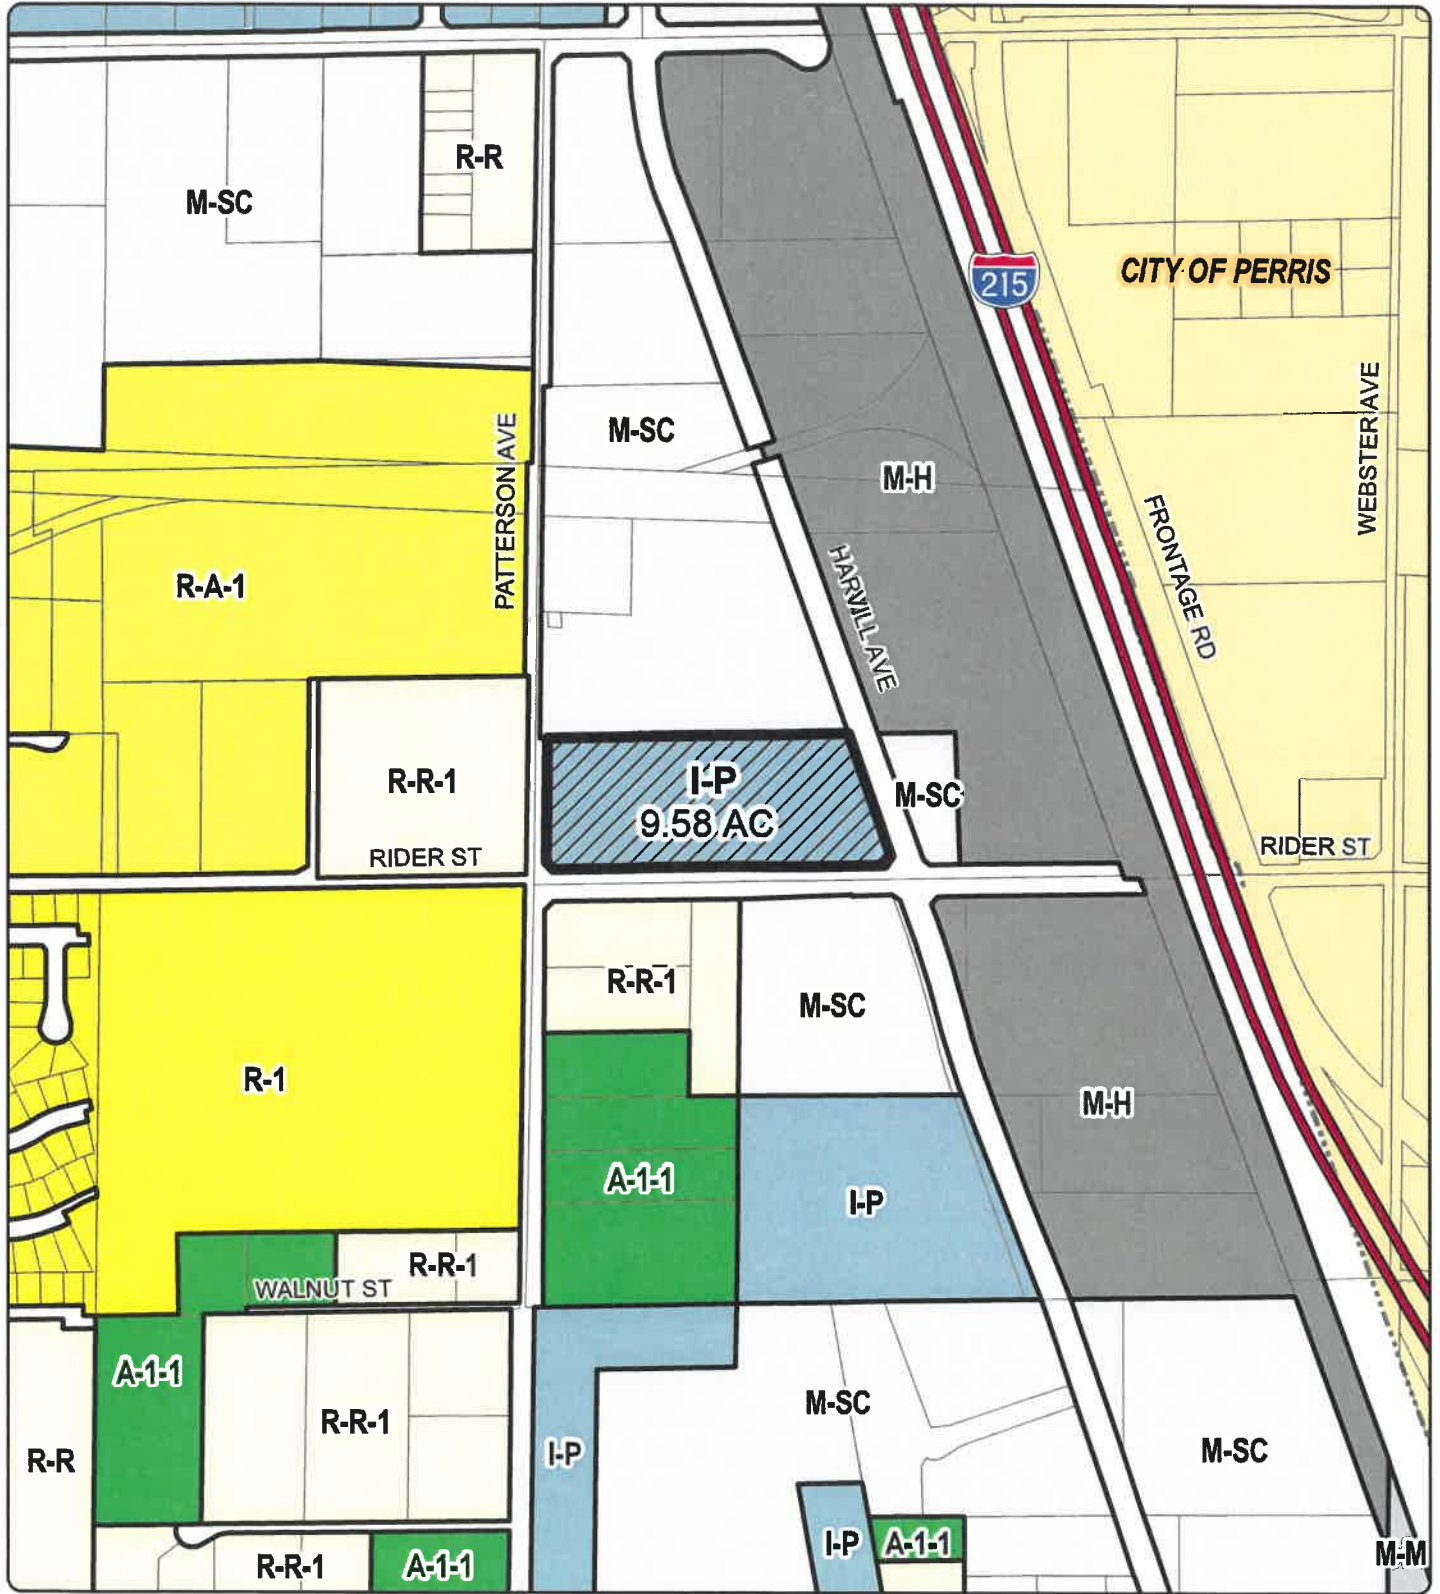 R-R
M-SC
215
CITY OF PERRIS
WEBSTER AVE
PATTERSON AVE
M-SC
M-H
FRONTAGE RD
HARVILL AVE
R-A-1
R-R-1
I-P
9.58 AC
M-SC
RIDER ST
RIDER ST
R-R-1
M-SC
R-1
M-H
A-1-1
I-P
R-R-1
WALNUT ST
A-1-1
R-R-1
M-SC
R-R
I-P
M-SC
I-P
A-1-1
M-M
R-R-1
A-1-1